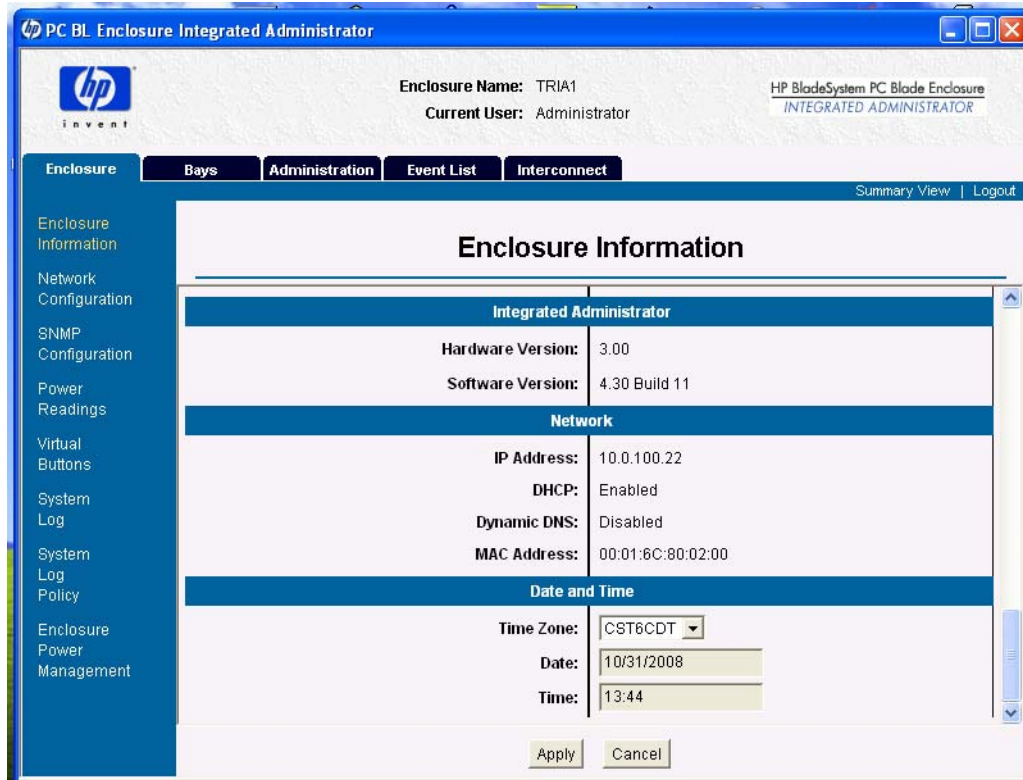 PC BL Enclosure Integrated Administrator
hp
invent
Enclosure Name: TRIA1
Current User: Administrator
HP BladeSystem PC Blade Enclosure
INTEGRATED ADMINISTRATOR
Enclosure Bays Administration Event List Interconnect
Summary View | Logout
Enclosure
Information
Network
Configuration
SNMP
Configuration
Power
Readings
Virtual
Buttons
System
Log
System
Log
Policy
Enclosure
Power
Management
Enclosure Information
Integrated Administrator
Hardware Version: 3.00
Software Version: 4.30 Build 11
Network
IP Address: 10.0.100.22
DHCP: Enabled
Dynamic DNS: Disabled
MAC Address: 00:01:6C:80:02:00
Date and Time
Time Zone: CST6CDT
Date: 10/31/2008
Time: 13:44
Apply Cancel